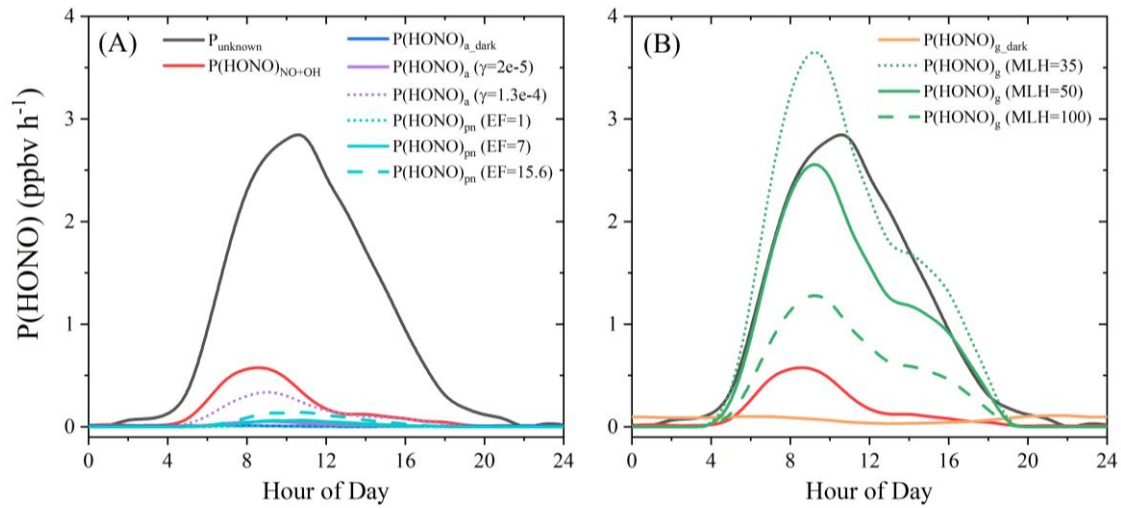 (A)
P_unknown
P(HONO)_NO+OH
P(HONO)_a_dark
P(HONO)_a (γ=2e-5)
P(HONO)_a (γ=1.3e-4)
P(HONO)_pn (EF=1)
P(HONO)_pn (EF=7)
P(HONO)_pn (EF=15.6)
P(HONO) (ppbv h⁻¹)
4
3
2
1
0
0 4 8 12 16 20 24
Hour of Day
(B)
P(HONO)_g_dark
P(HONO)_g (MLH=35)
P(HONO)_g (MLH=50)
P(HONO)_g (MLH=100)
4
3
2
1
0
0 4 8 12 16 20 24
Hour of Day